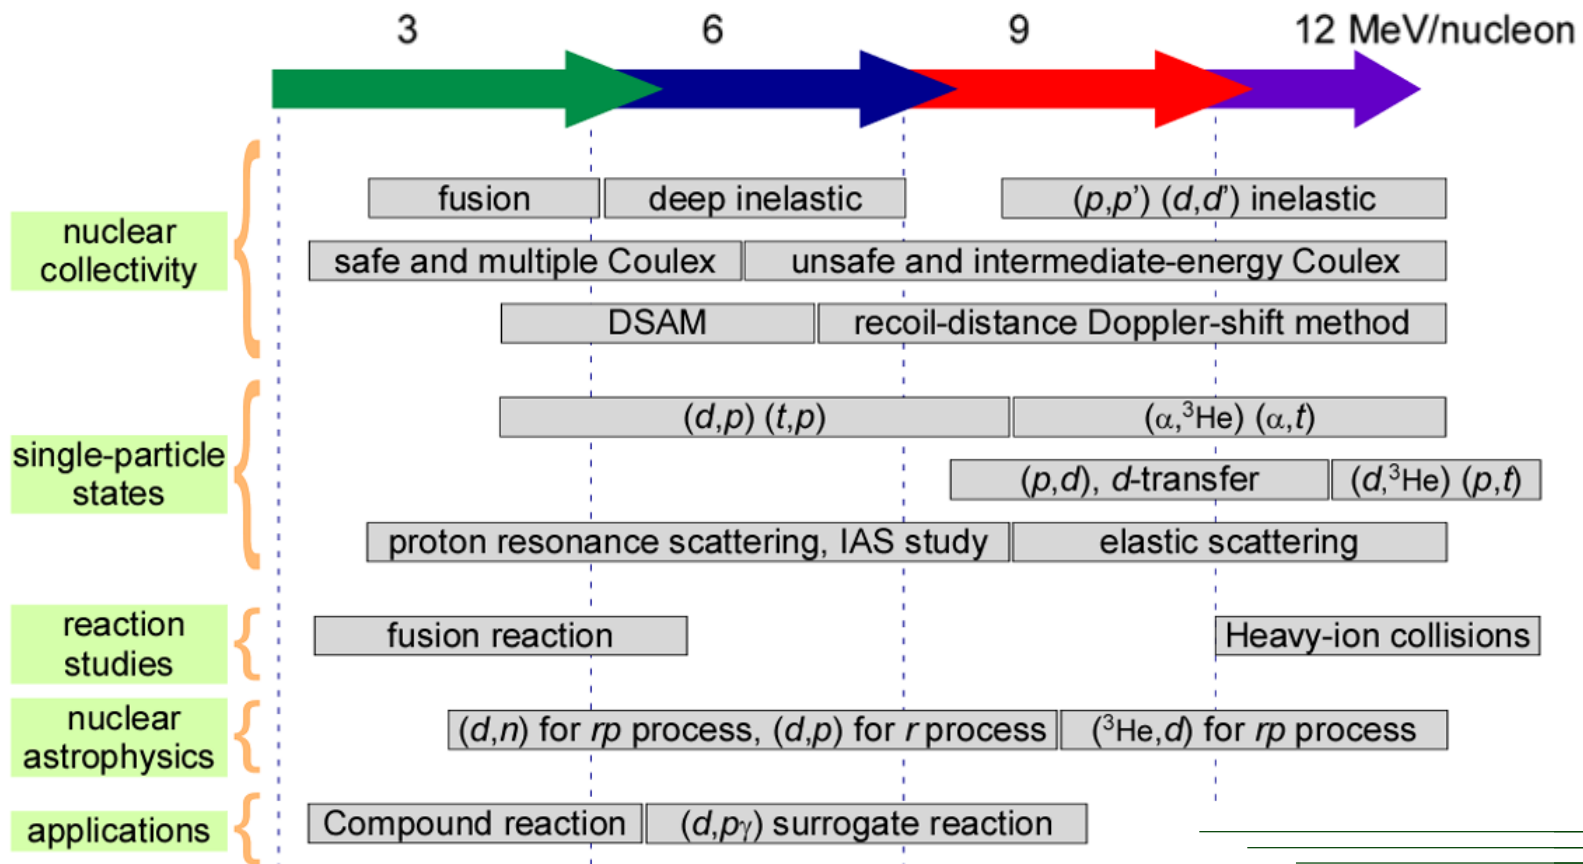 3 6 9 12 MeV/nucleon
nuclear
collectivity
fusion deep inelastic (p,p’) (d,d’) inelastic
safe and multiple Coulex unsafe and intermediate-energy Coulex
DSAM recoil-distance Doppler-shift method
single-particle
states
(d,p) (t,p) (α,³He) (α,t)
(p,d), d-transfer (d,³He) (p,t)
proton resonance scattering, IAS study elastic scattering
reaction
studies
fusion reaction Heavy-ion collisions
nuclear
astrophysics
(d,n) for rp process, (d,p) for r process (³He,d) for rp process
applications
Compound reaction (d,pγ) surrogate reaction